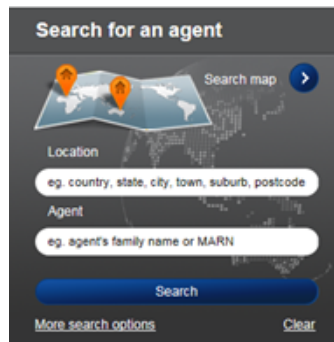 Search for an agent
Search map
Location
eg. country, state, city, town, suburb, postcode
Agent
eg. agent's family name or MARN
Search
More search options
Clear